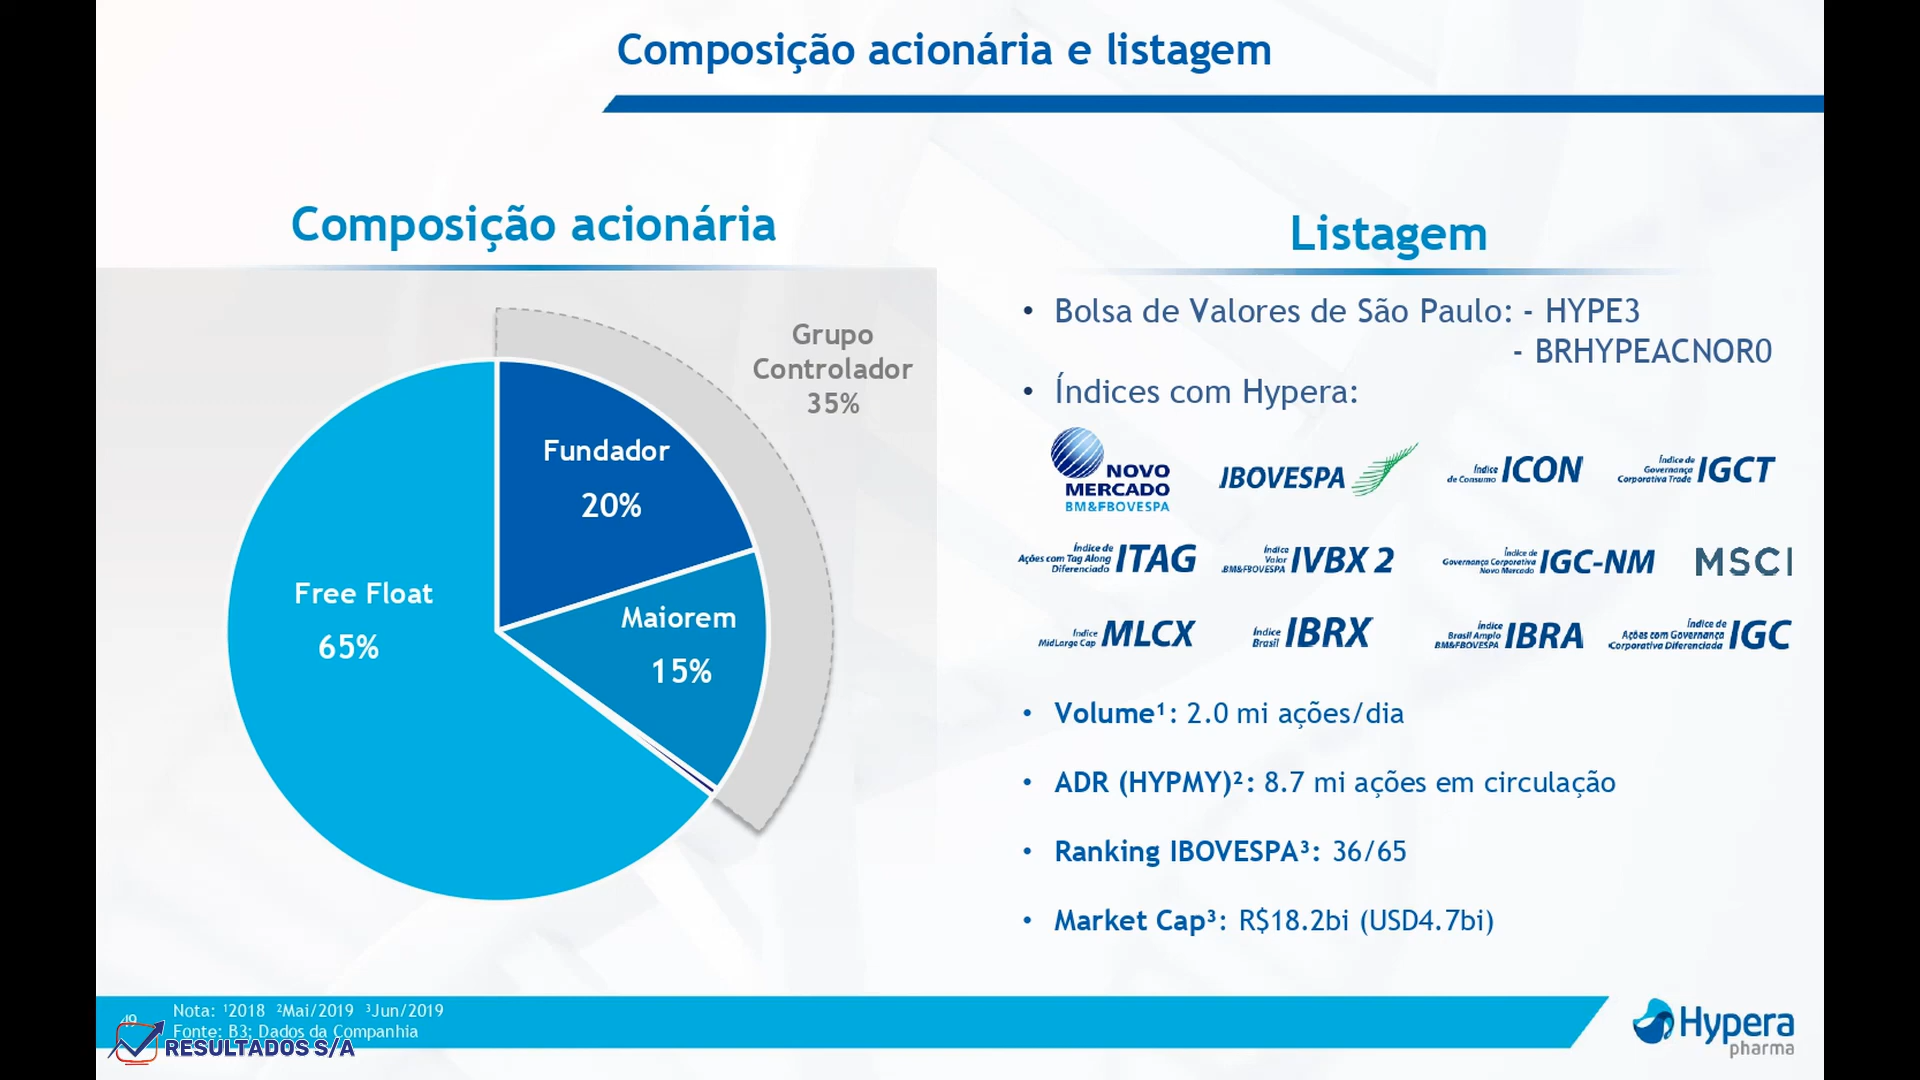 Composição acionária e listagem
Composição acionária
Grupo
Controlador
35%
Fundador
20%
Free Float
65%
Maiorem
15%
Listagem
• Bolsa de Valores de São Paulo: - HYPE3
- BRHYPEACNOR0
• Índices com Hypera:
NOVO
MERCADO
BM&FBOVESPA
IBOVESPA
Índice
de Consumo ICON
Índice de
Governança
Corporativa Trade IGCT
Índice de
Ações com Tag Along
Diferenciado ITAG
Índice
Valor
BM&FBOVESPA IVBX 2
Índice de
Governança Corporativa
Novo Mercado IGC-NM
MSCI
Índice
MidLarge Cap MLCX
Índice
Brasil IBRX
Índice
Brasil Amplo
BM&FBOVESPA IBRA
Índice de
Ações com Governança
Corporativa Diferenciada IGC
• Volume¹: 2.0 mi ações/dia
• ADR (HYPMY)²: 8.7 mi ações em circulação
• Ranking IBOVESPA³: 36/65
• Market Cap³: R$18.2bi (USD4.7bi)
Nota: ¹2018 ²Mai/2019 ³Jun/2019
Fonte: B3; Dados da Companhia
RESULTADOS S/A
Hypera
pharma